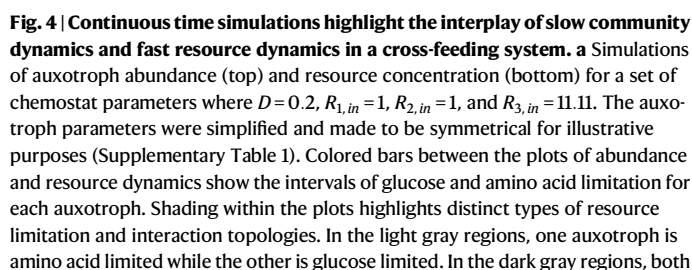 Fig. 4 | Continuous time simulations highlight the interplay of slow community
dynamics and fast resource dynamics in a cross-feeding system. a Simulations
of auxotroph abundance (top) and resource concentration (bottom) for a set of
chemostat parameters where D = 0.2, R1, in = 1, R2, in = 1, and R3, in = 11.11. The auxo-
troph parameters were simplified and made to be symmetrical for illustrative
purposes (Supplementary Table 1). Colored bars between the plots of abundance
and resource dynamics show the intervals of glucose and amino acid limitation for
each auxotroph. Shading within the plots highlights distinct types of resource
limitation and interaction topologies. In the light gray regions, one auxotroph is
amino acid limited while the other is glucose limited. In the dark gray regions, both